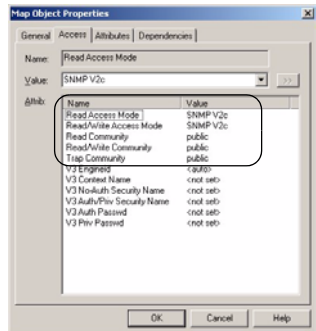 Map Object Properties
General Access Attributes Dependencies
Name: Read Access Mode
Value: SNMP V2c >>
Attrib: Name Value
Read Access Mode SNMP V2c
Read/Write Access Mode SNMP V2c
Read Community public
Read/Write Community public
Trap Community public
V3 Engineid <auto>
V3 Context Name <not set>
V3 No-Auth Security Name <not set>
V3 Auth/Priv Security Name <not set>
V3 Auth Passwd <not set>
V3 Priv Passwd <not set>
OK Cancel Help